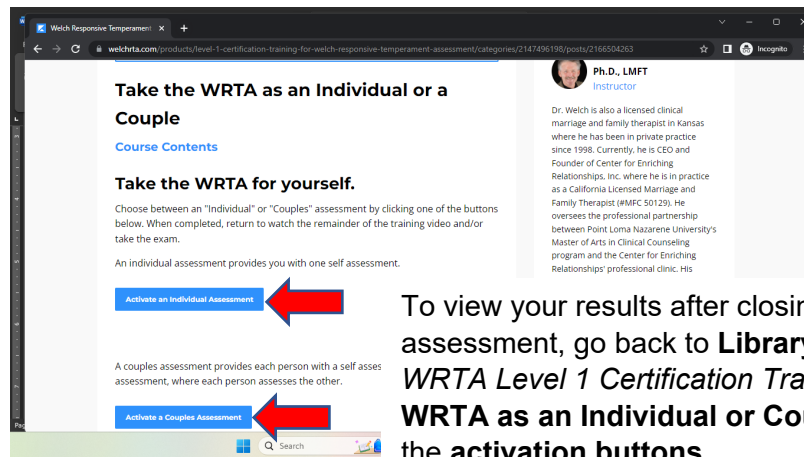 Welch Responsive Temperament
welchrta.com/products/level-1-certification-training-for-welch-responsive-temperament-assessment/categories/2147496198/posts/2166504263
Incognito
Take the WRTA as an Individual or a
Couple
Course Contents
Take the WRTA for yourself.
Choose between an "Individual" or "Couples" assessment by clicking one of the buttons
below. When completed, return to watch the remainder of the training video and/or
take the exam.
An individual assessment provides you with one self assessment.
Activate an Individual Assessment
A couples assessment provides each person with a self
assessment, where each person assesses the other.
Activate a Couples Assessment
Search
Ph.D., LMFT
Instructor
Dr. Welch is also a licensed clinical
marriage and family therapist in Kansas
where he has been in private practice
since 1998. Currently, he is CEO and
Founder of Center for Enriching
Relationships, Inc. where he is in practice
as a California Licensed Marriage and
Family Therapist (#MFC 50129). He
oversees the professional partnership
between Point Loma Nazarene University's
Master of Arts in Clinical Counseling
program and the Center for Enriching
Relationships' professional clinic. His
To view your results after
assessment, go back to Library
WRTA Level 1 Certification
WRTA as an Individual or
the activation buttons